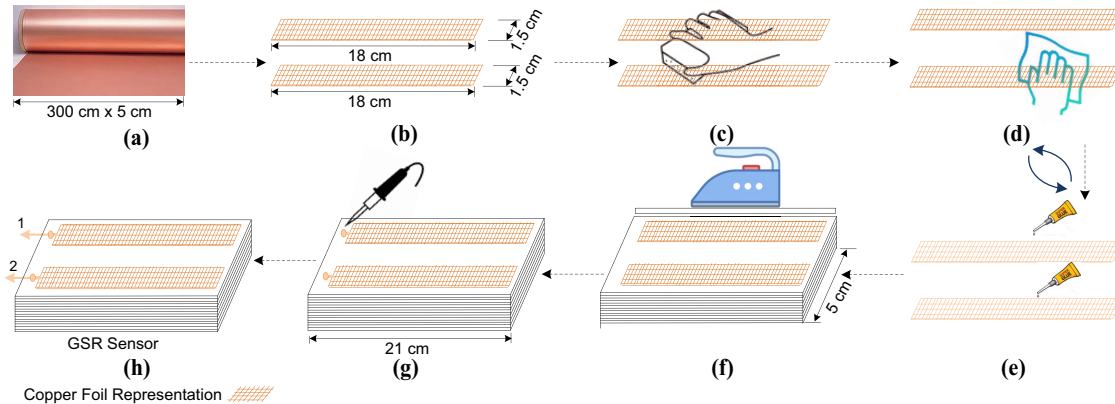 300 cm x 5 cm
(a)
18 cm
1.5 cm
18 cm
1.5 cm
(b)
(c)
(d)
1
2
GSR Sensor
(h)
21 cm
(g)
5 cm
(f)
(e)
Copper Foil Representation